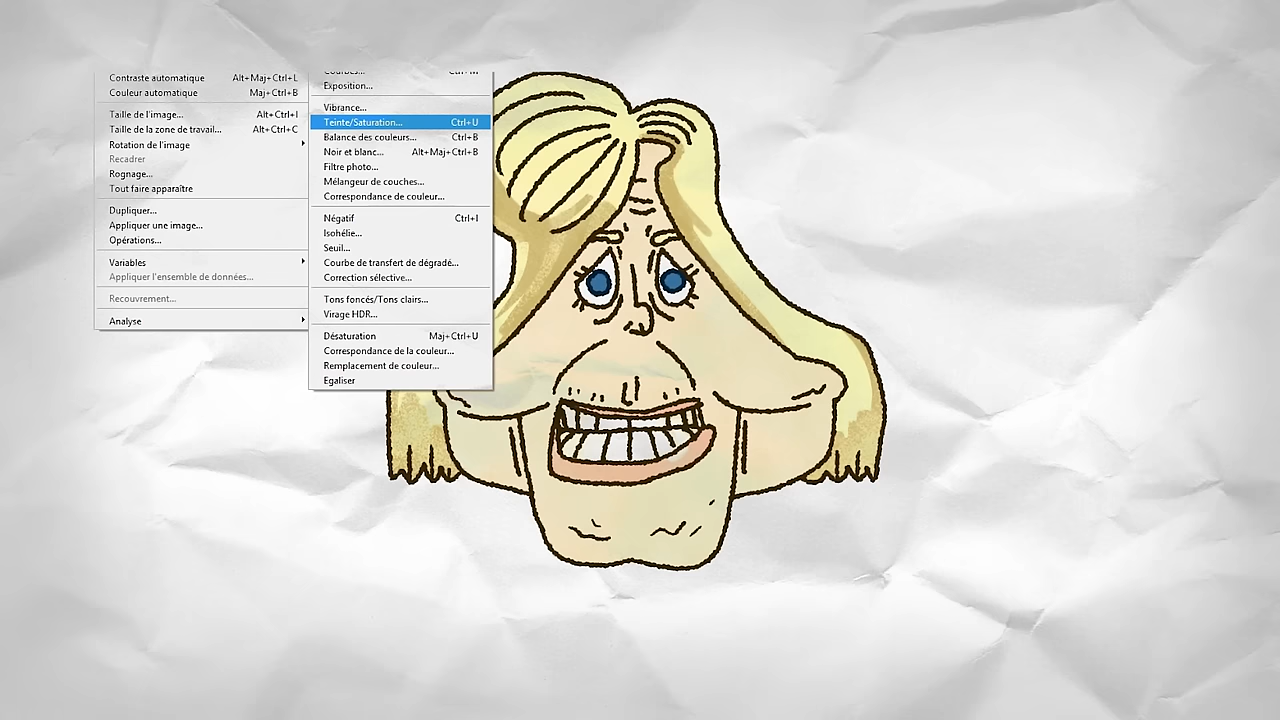 Contraste automatique Alt+Maj+Ctrl+L
Couleur automatique Maj+Ctrl+B
Taille de l'image... Alt+Ctrl+I
Taille de la zone de travail... Alt+Ctrl+C
Rotation de l'image
Recadrer
Rognage...
Tout faire apparaître
Dupliquer...
Appliquer une image...
Opérations...
Variables
Appliquer l'ensemble de données...
Recouvrement...
Analyse
Exposition...
Vibrance...
Teinte/Saturation... Ctrl+U
Balance des couleurs... Ctrl+B
Noir et blanc... Alt+Maj+Ctrl+B
Filtre photo...
Mélangeur de couches...
Correspondance de couleur...
Négatif Ctrl+I
Isohélie...
Seuil...
Courbe de transfert de dégradé...
Correction sélective...
Tons foncés/Tons clairs...
Virage HDR...
Désaturation Maj+Ctrl+U
Correspondance de la couleur...
Remplacement de couleur...
Egaliser